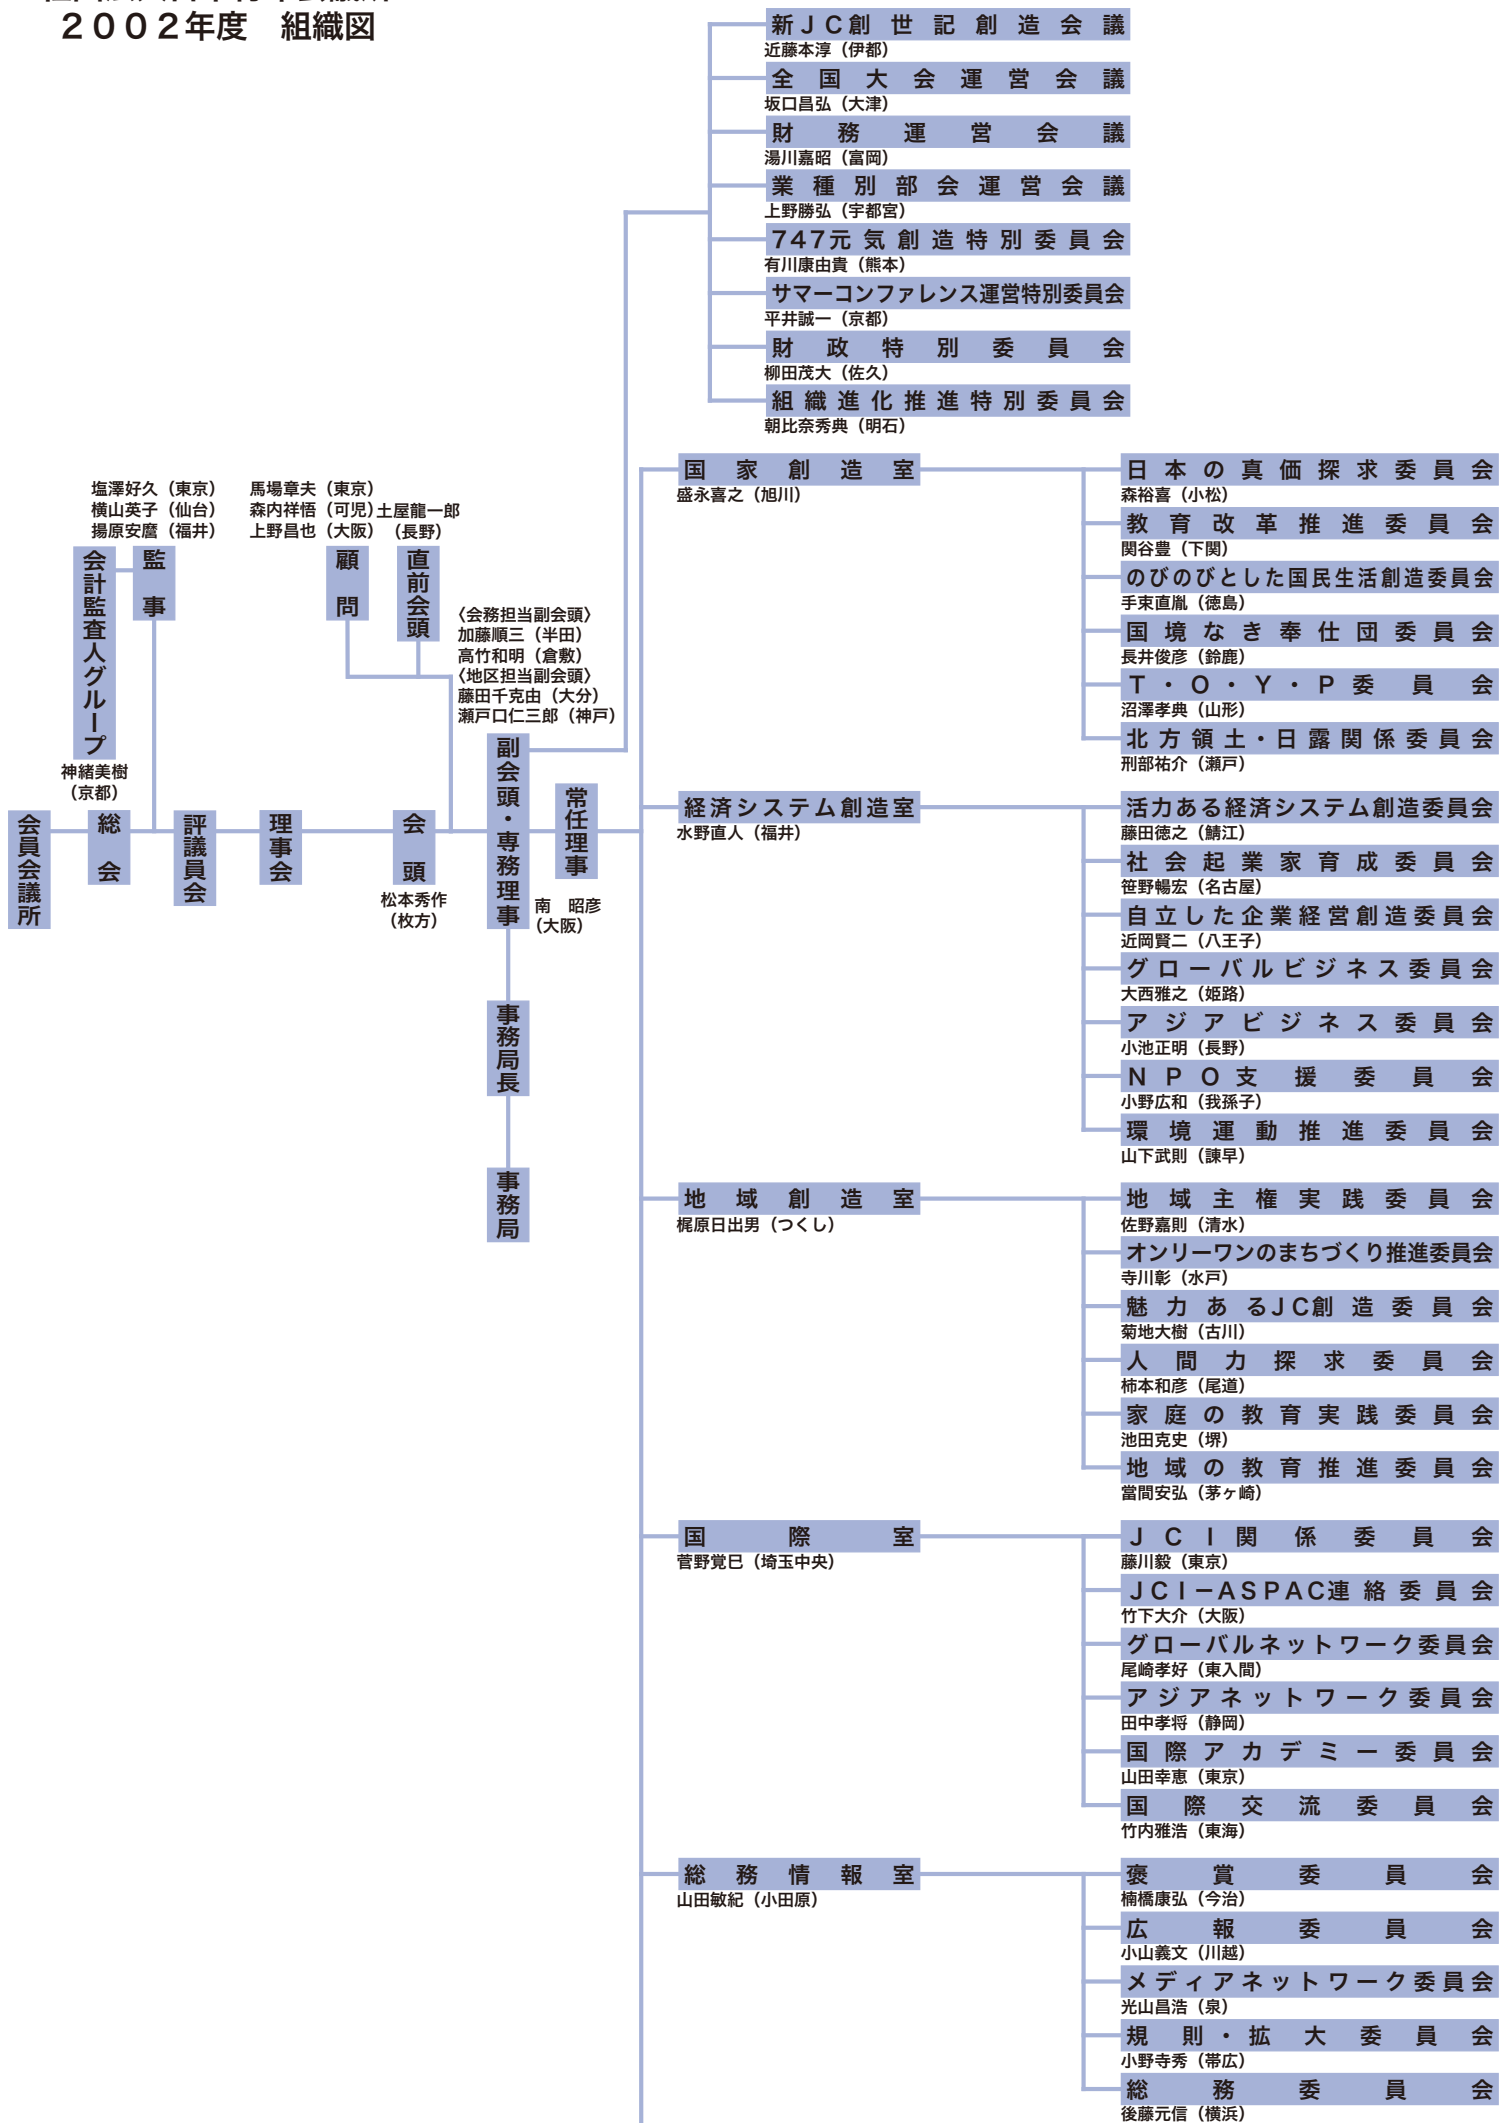 2002年度　組織図
新JC創世記創造会議
近藤本淳（伊都）
全国大会運営会議
坂口昌弘（大津）
財務運営会議
湯川嘉昭（富岡）
業種別部会運営会議
上野勝弘（宇都宮）
747元気創造特別委員会
有川康由貴（熊本）
サマーコンファレンス運営特別委員会
平井誠一（京都）
財政特別委員会
柳田茂大（佐久）
組織進化推進特別委員会
朝比奈秀典（明石）
塩澤好久（東京）
横山英子（仙台）
揚原安麿（福井）
会計監査人グループ
神緒美樹
（京都）
監事
馬場章夫（東京）
森内祥悟（可児）
上野昌也（大阪）
顧問
土屋龍一郎
（長野）
直前会頭
〈会務担当副会頭〉
加藤順三（半田）
高竹和明（倉敷）
〈地区担当副会頭〉
藤田千克由（大分）
瀬戸口仁三郎（神戸）
会員会議所
総会
評議員会
理事会
会頭
松本秀作
（枚方）
副会頭・専務理事
南　昭彦
（大阪）
常任理事
事務局長
事務局
国家創造室
盛永喜之（旭川）
日本の真価探求委員会
森裕喜（小松）
教育改革推進委員会
関谷豊（下関）
のびのびとした国民生活創造委員会
手束直胤（徳島）
国境なき奉仕団委員会
長井俊彦（鈴鹿）
T・O・Y・P委員会
沼澤孝典（山形）
北方領土・日露関係委員会
刑部祐介（瀬戸）
経済システム創造室
水野直人（福井）
活力ある経済システム創造委員会
藤田徳之（鯖江）
社会起業家育成委員会
笹野暢宏（名古屋）
自立した企業経営創造委員会
近岡賢二（八王子）
グローバルビジネス委員会
大西雅之（姫路）
アジアビジネス委員会
小池正明（長野）
NPO支援委員会
小野広和（我孫子）
環境運動推進委員会
山下武則（諫早）
地域創造室
梶原日出男（つくし）
地域主権実践委員会
佐野嘉則（清水）
オンリーワンのまちづくり推進委員会
寺川彰（水戸）
魅力あるJC創造委員会
菊地大樹（古川）
人間力探求委員会
柿本和彦（尾道）
家庭の教育実践委員会
池田克史（堺）
地域の教育推進委員会
當間安弘（茅ヶ崎）
国際室
菅野覚巳（埼玉中央）
JCI関係委員会
藤川毅（東京）
JCI－ASPAC連絡委員会
竹下大介（大阪）
グローバルネットワーク委員会
尾崎孝好（東入間）
アジアネットワーク委員会
田中孝将（静岡）
国際アカデミー委員会
山田幸恵（東京）
国際交流委員会
竹内雅浩（東海）
総務情報室
山田敏紀（小田原）
褒賞委員会
楠橋康弘（今治）
広報委員会
小山義文（川越）
メディアネットワーク委員会
光山昌浩（泉）
規則・拡大委員会
小野寺秀（帯広）
総務委員会
後藤元信（横浜）